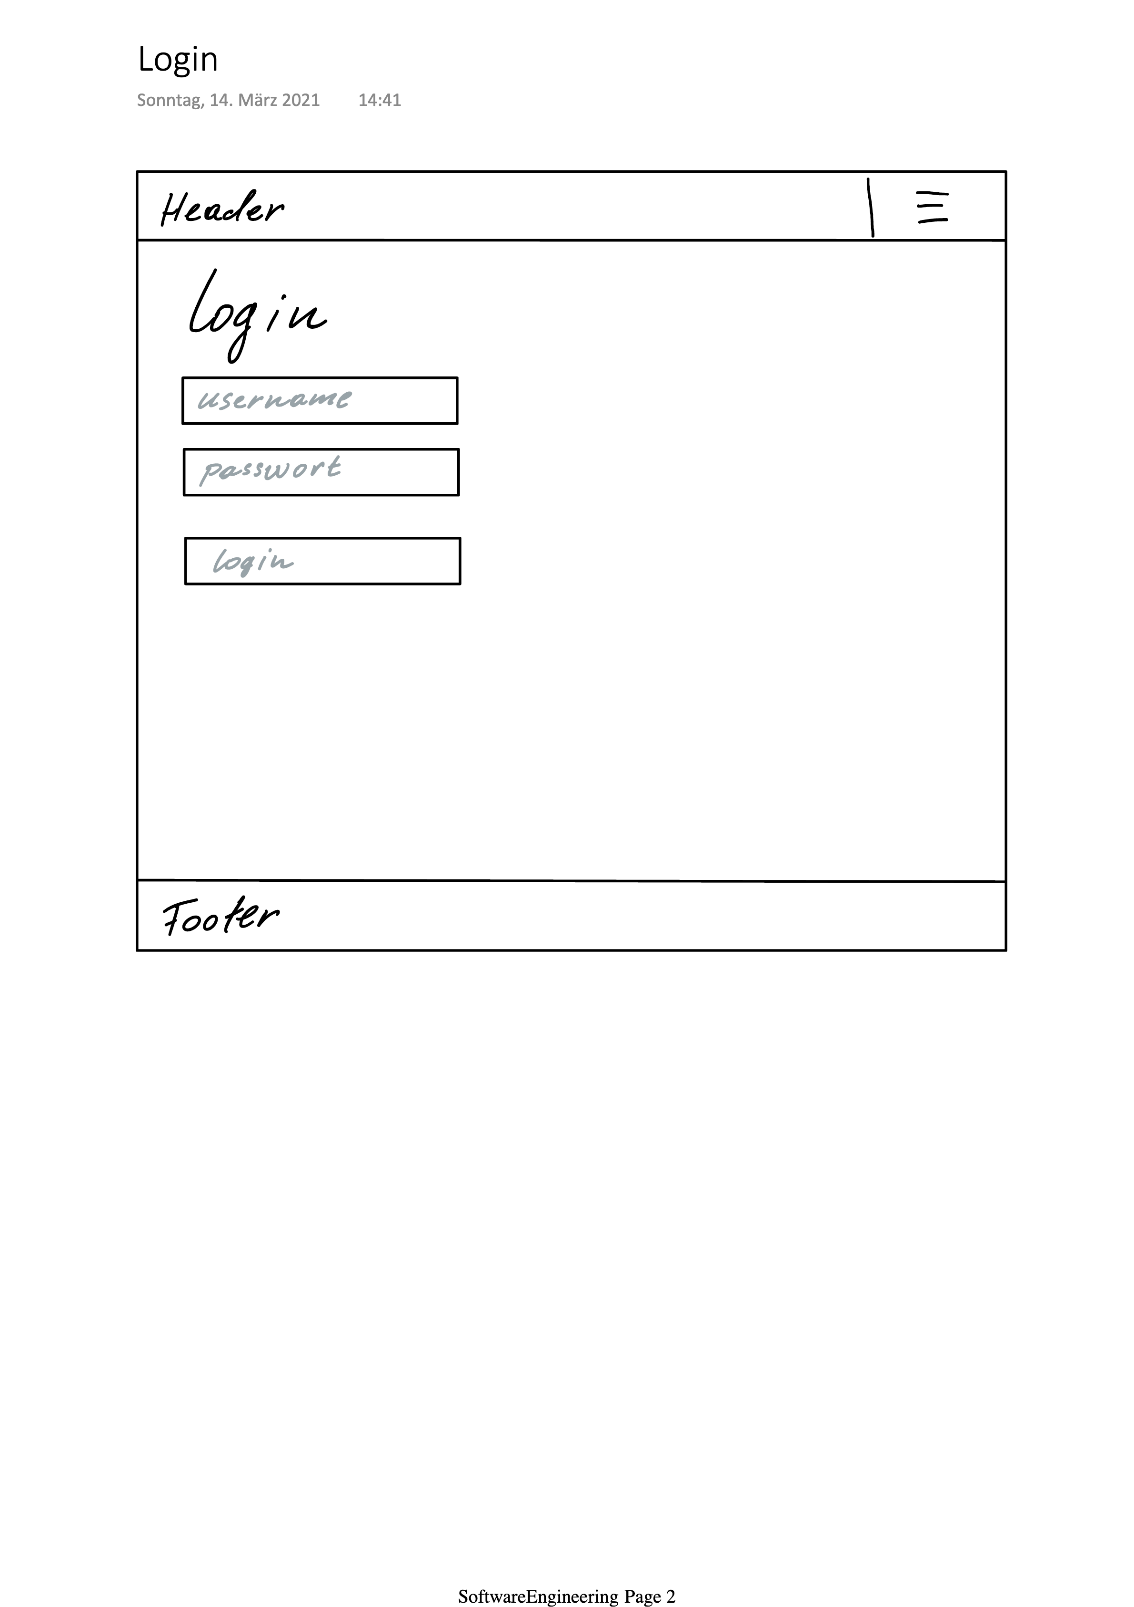 Login
Sonntag, 14. März 2021 14:41
Header
Login
username
passwort
login
Footer
SoftwareEngineering Page 2